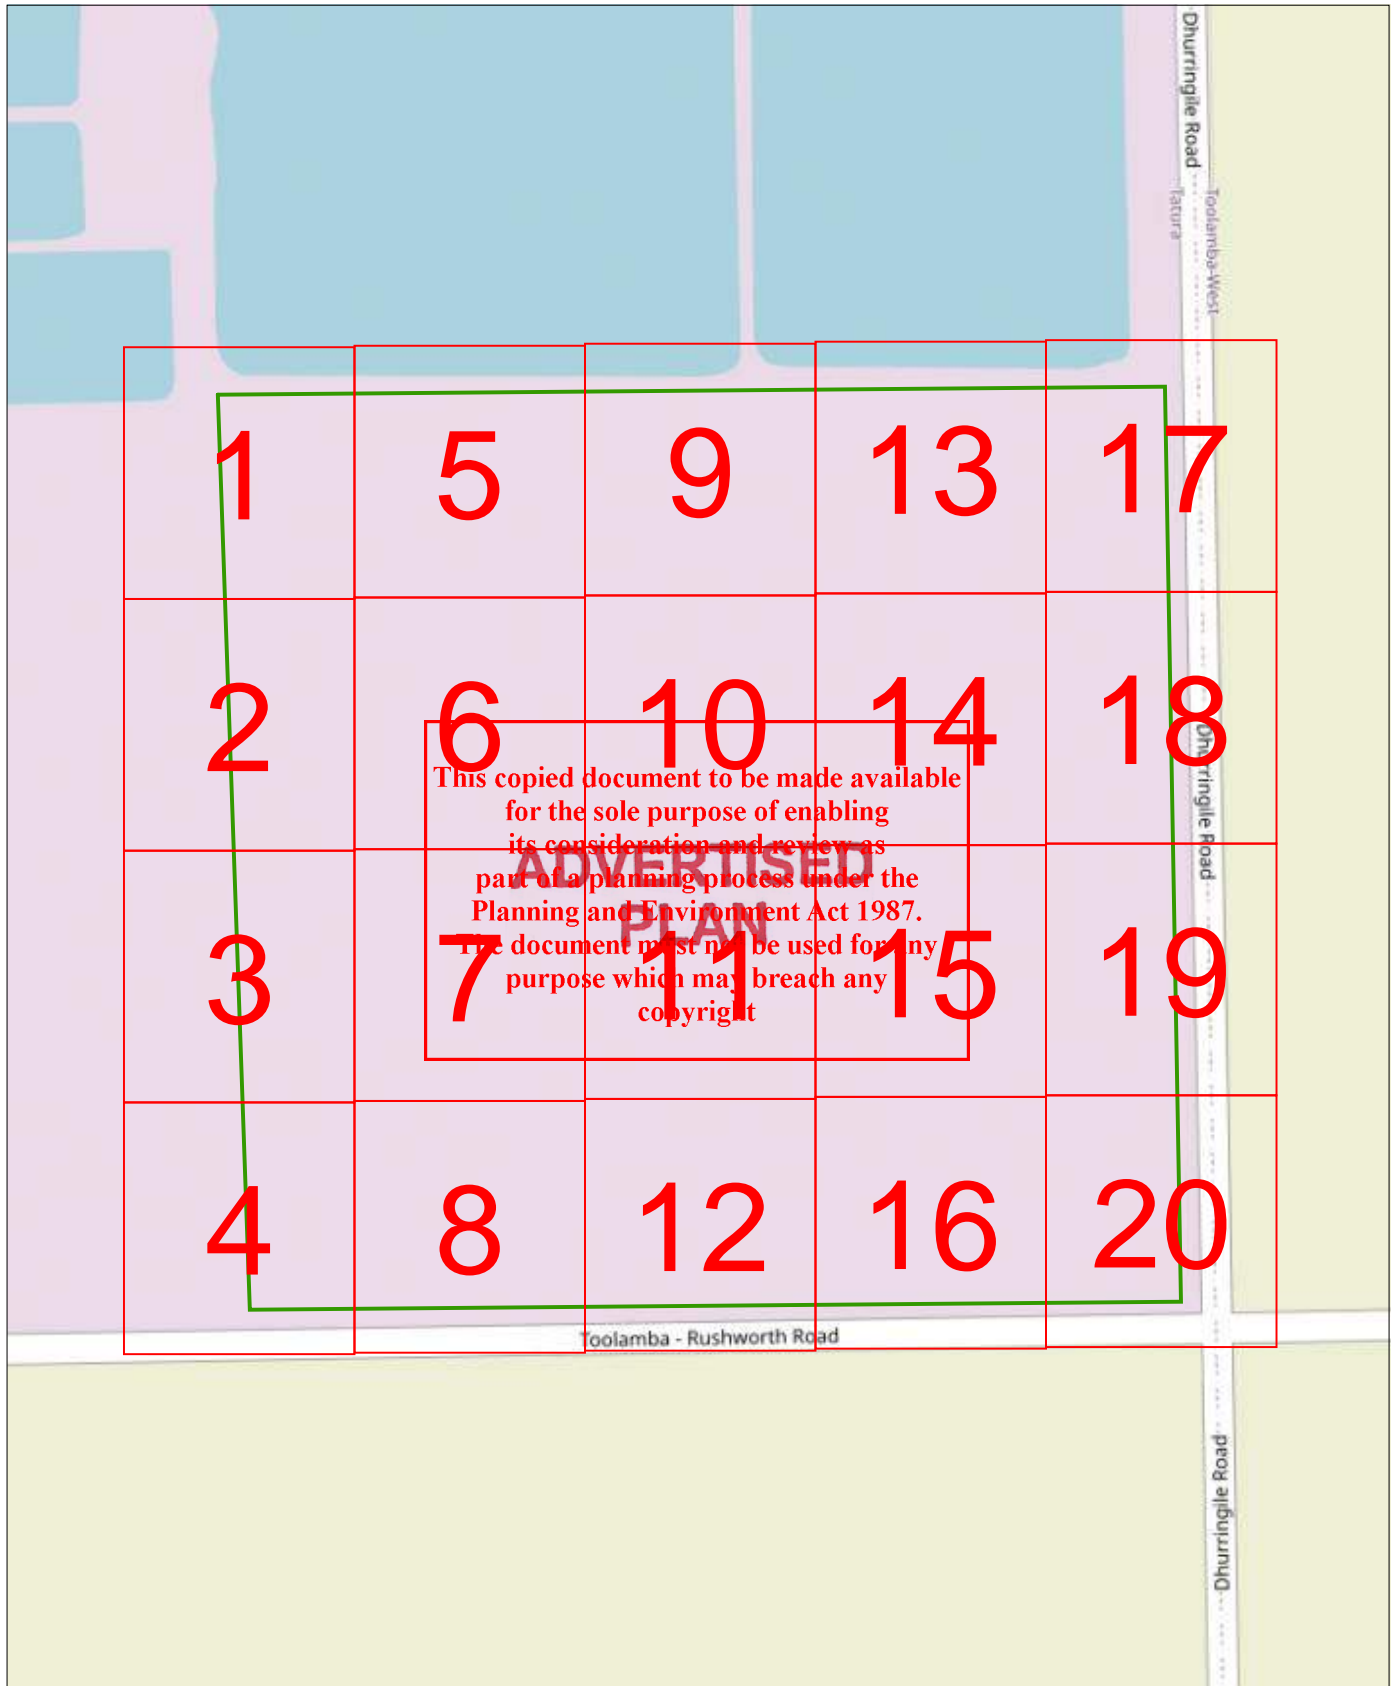 Dhurringile Road
Tatura
Toolamba-West
1 5 9 13 17
2 6 10 14 18
Dhurringile Road
This copied document to be made available
for the sole purpose of enabling
its consideration and review as
part of a planning process under the
Planning and Environment Act 1987.
The document must not be used for any
purpose which may breach any
copyright
ADVERTISED
PLAN
3 7 11 15 19
4 8 12 16 20
Toolamba - Rushworth Road
Dhurringile Road